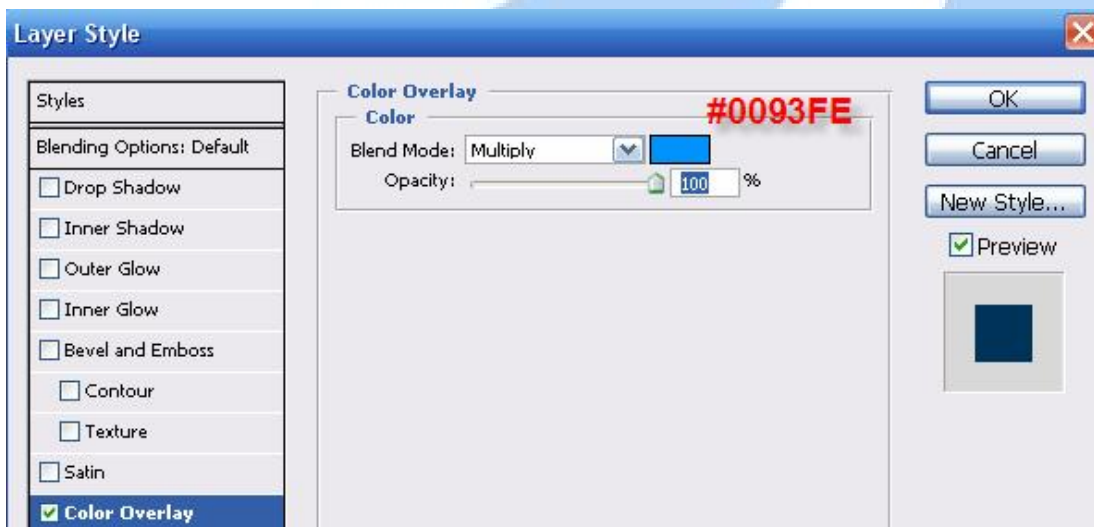 Layer Style
Styles
Blending Options: Default
Drop Shadow
Inner Shadow
Outer Glow
Inner Glow
Bevel and Emboss
Contour
Texture
Satin
Color Overlay
Color Overlay
Color
#0093FE
Blend Mode: Multiply
Opacity: 100 %
OK
Cancel
New Style...
Preview